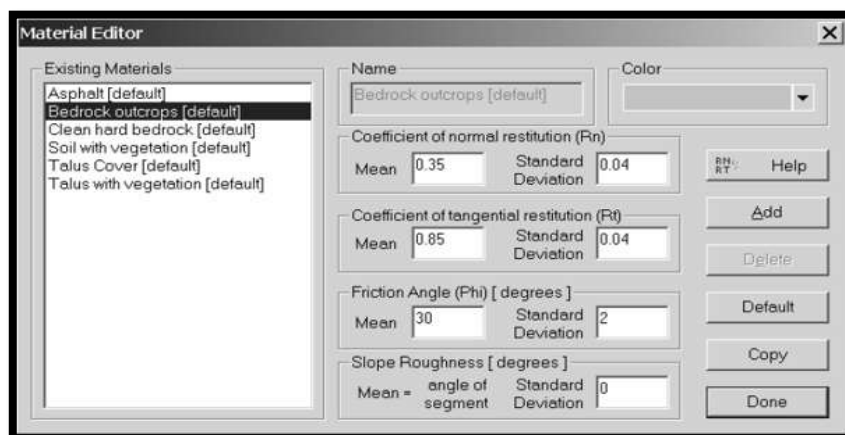 Material Editor
Existing Materials
Asphalt [default]
Bedrock outcrops [default]
Clean hard bedrock [default]
Soil with vegetation [default]
Talus Cover [default]
Talus with vegetation [default]
Name
Bedrock outcrops [default]
Color
Coefficient of normal restitution (Rn)
Mean 0.35 Standard Deviation 0.04
Coefficient of tangential restitution (Rt)
Mean 0.85 Standard Deviation 0.04
Friction Angle (Phi) [ degrees ]
Mean 30 Standard Deviation 2
Slope Roughness [ degrees ]
Mean = angle of segment Standard Deviation 0
RN: RT Help
Add
Delete
Default
Copy
Done